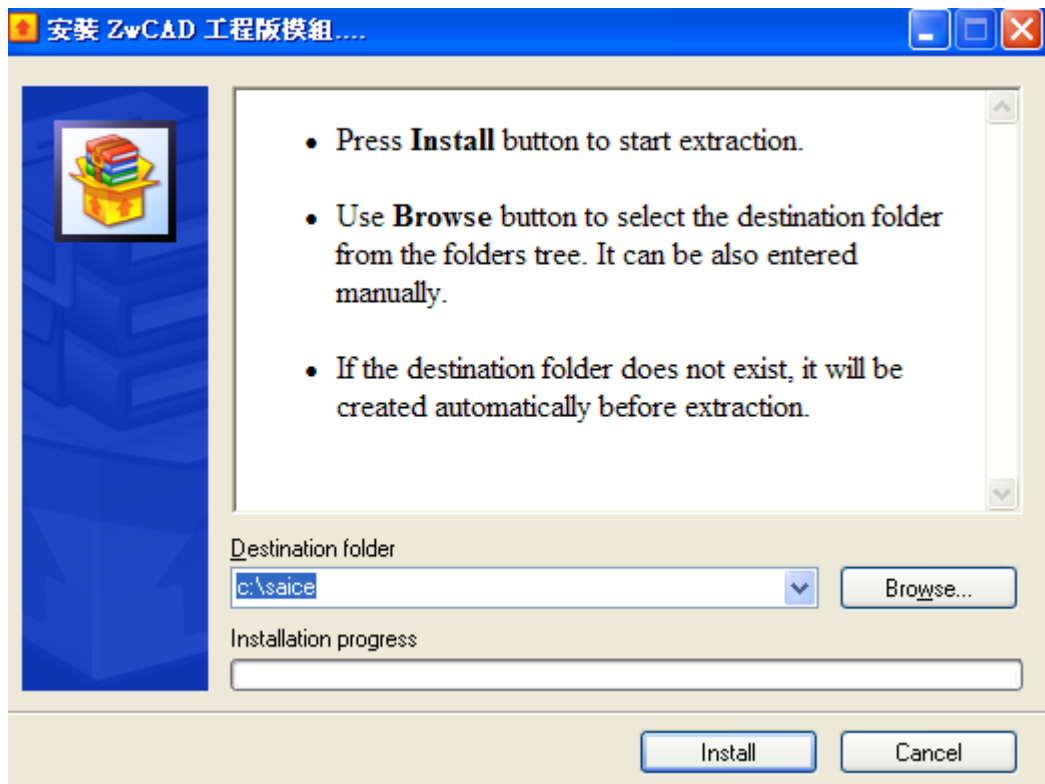 安裝 ZwCAD 工程版模組....
Press Install button to start extraction.
Use Browse button to select the destination folder
from the folders tree. It can be also entered
manually.
If the destination folder does not exist, it will be
created automatically before extraction.
Destination folder
c:\saice
Browse...
Installation progress
Install
Cancel